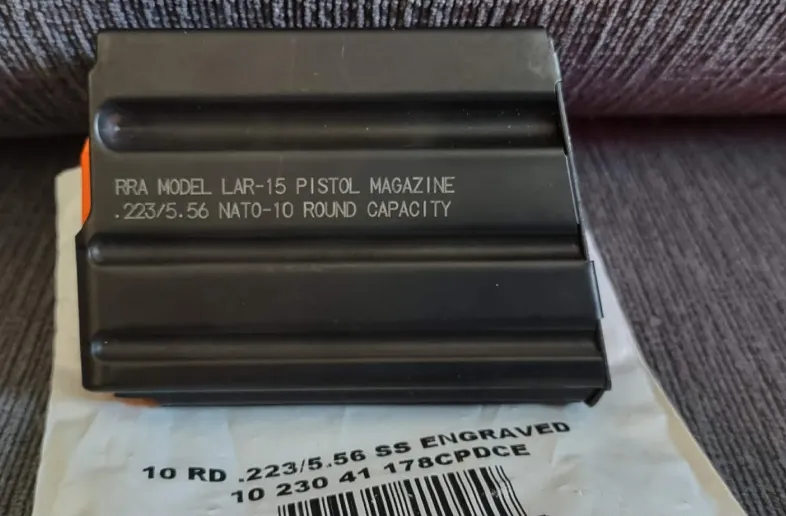 RRA MODEL LAR-15 PISTOL MAGAZINE
.223/5.56 NATO-10 ROUND CAPACITY
10 RD .223/5.56 SS ENGRAVED
10 230 41 178CPDCE